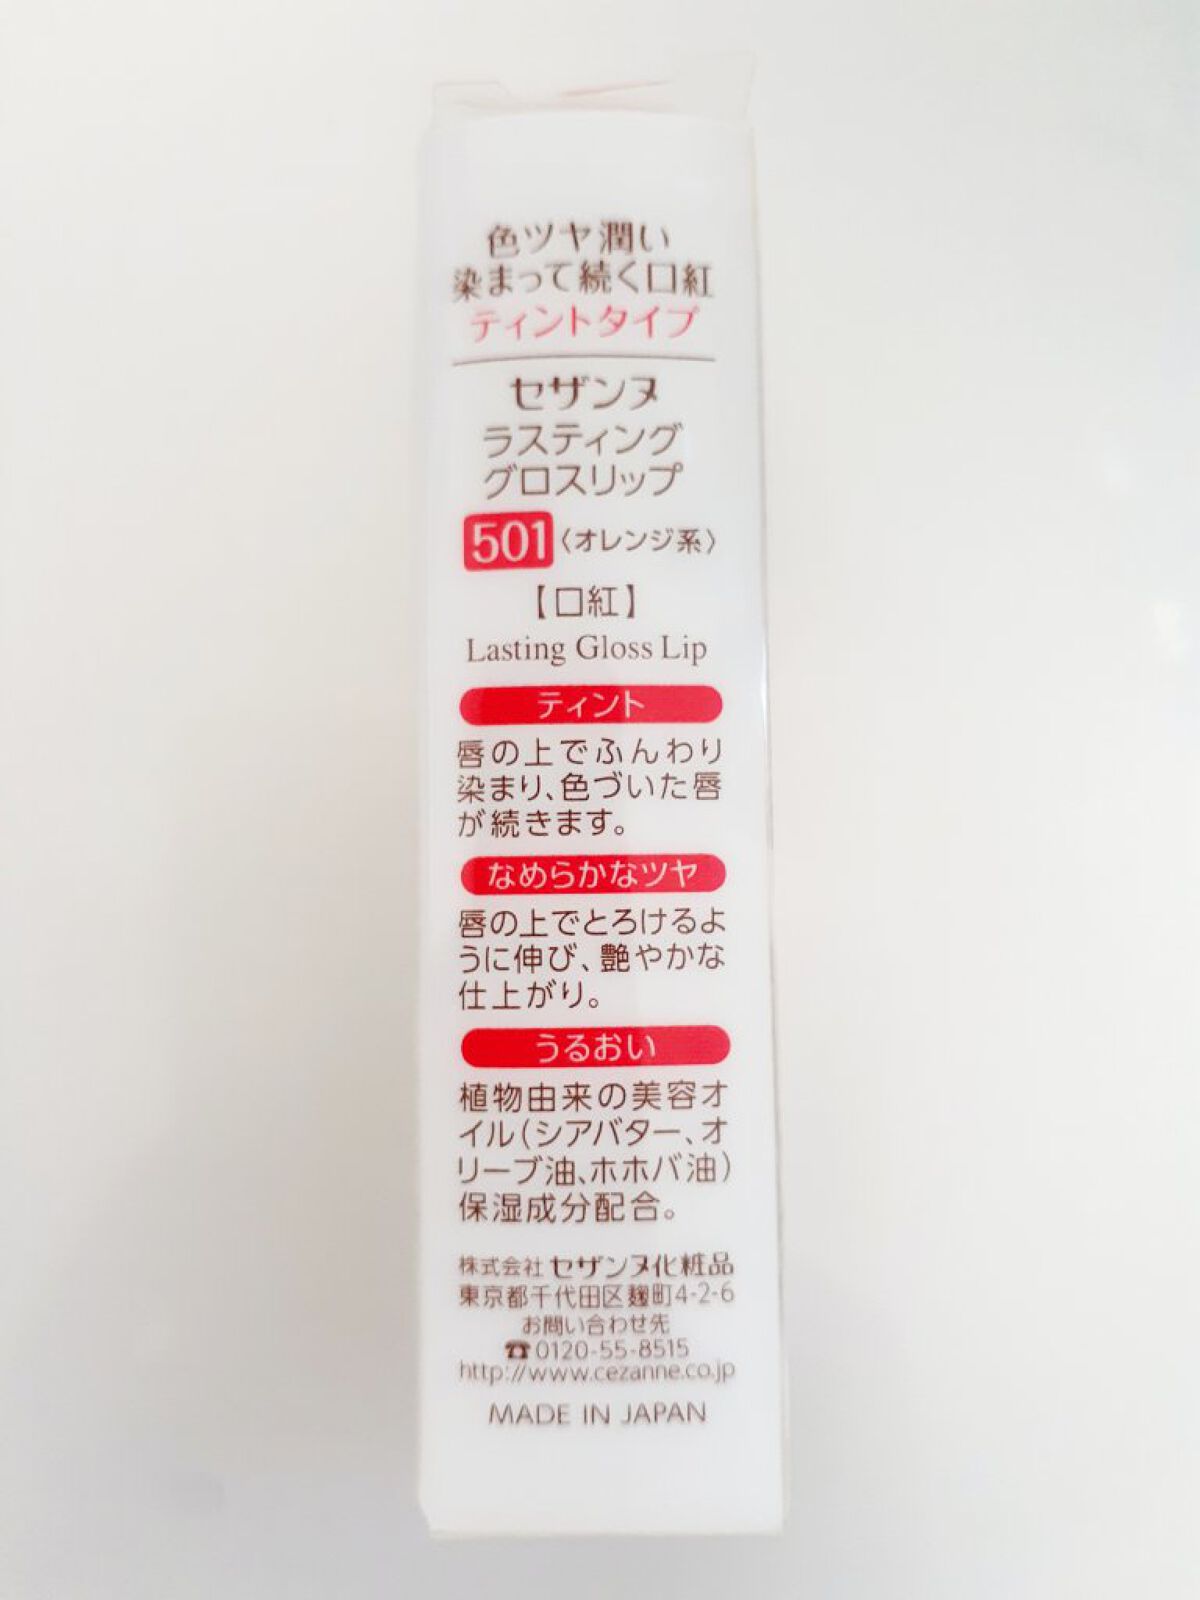 色ツヤ潤い
染まって続く口紅
ティントタイプ
セザンヌ
ラスティング
グロスリップ
501〈オレンジ系〉
【口紅】
Lasting Gloss Lip
ティント
唇の上でふんわり
染まり、色づいた唇
が続きます。
なめらかなツヤ
唇の上でとろけるよ
うに伸び、艶やかな
仕上がり。
うるおい
植物由来の美容オ
イル(シアバター、オ
リーブ油、ホホバ油)
保湿成分配合。
株式会社 セザンヌ化粧品
東京都千代田区麹町4-2-6
お問い合わせ先
☎0120-55-8515
http://www.cezanne.co.jp
MADE IN JAPAN